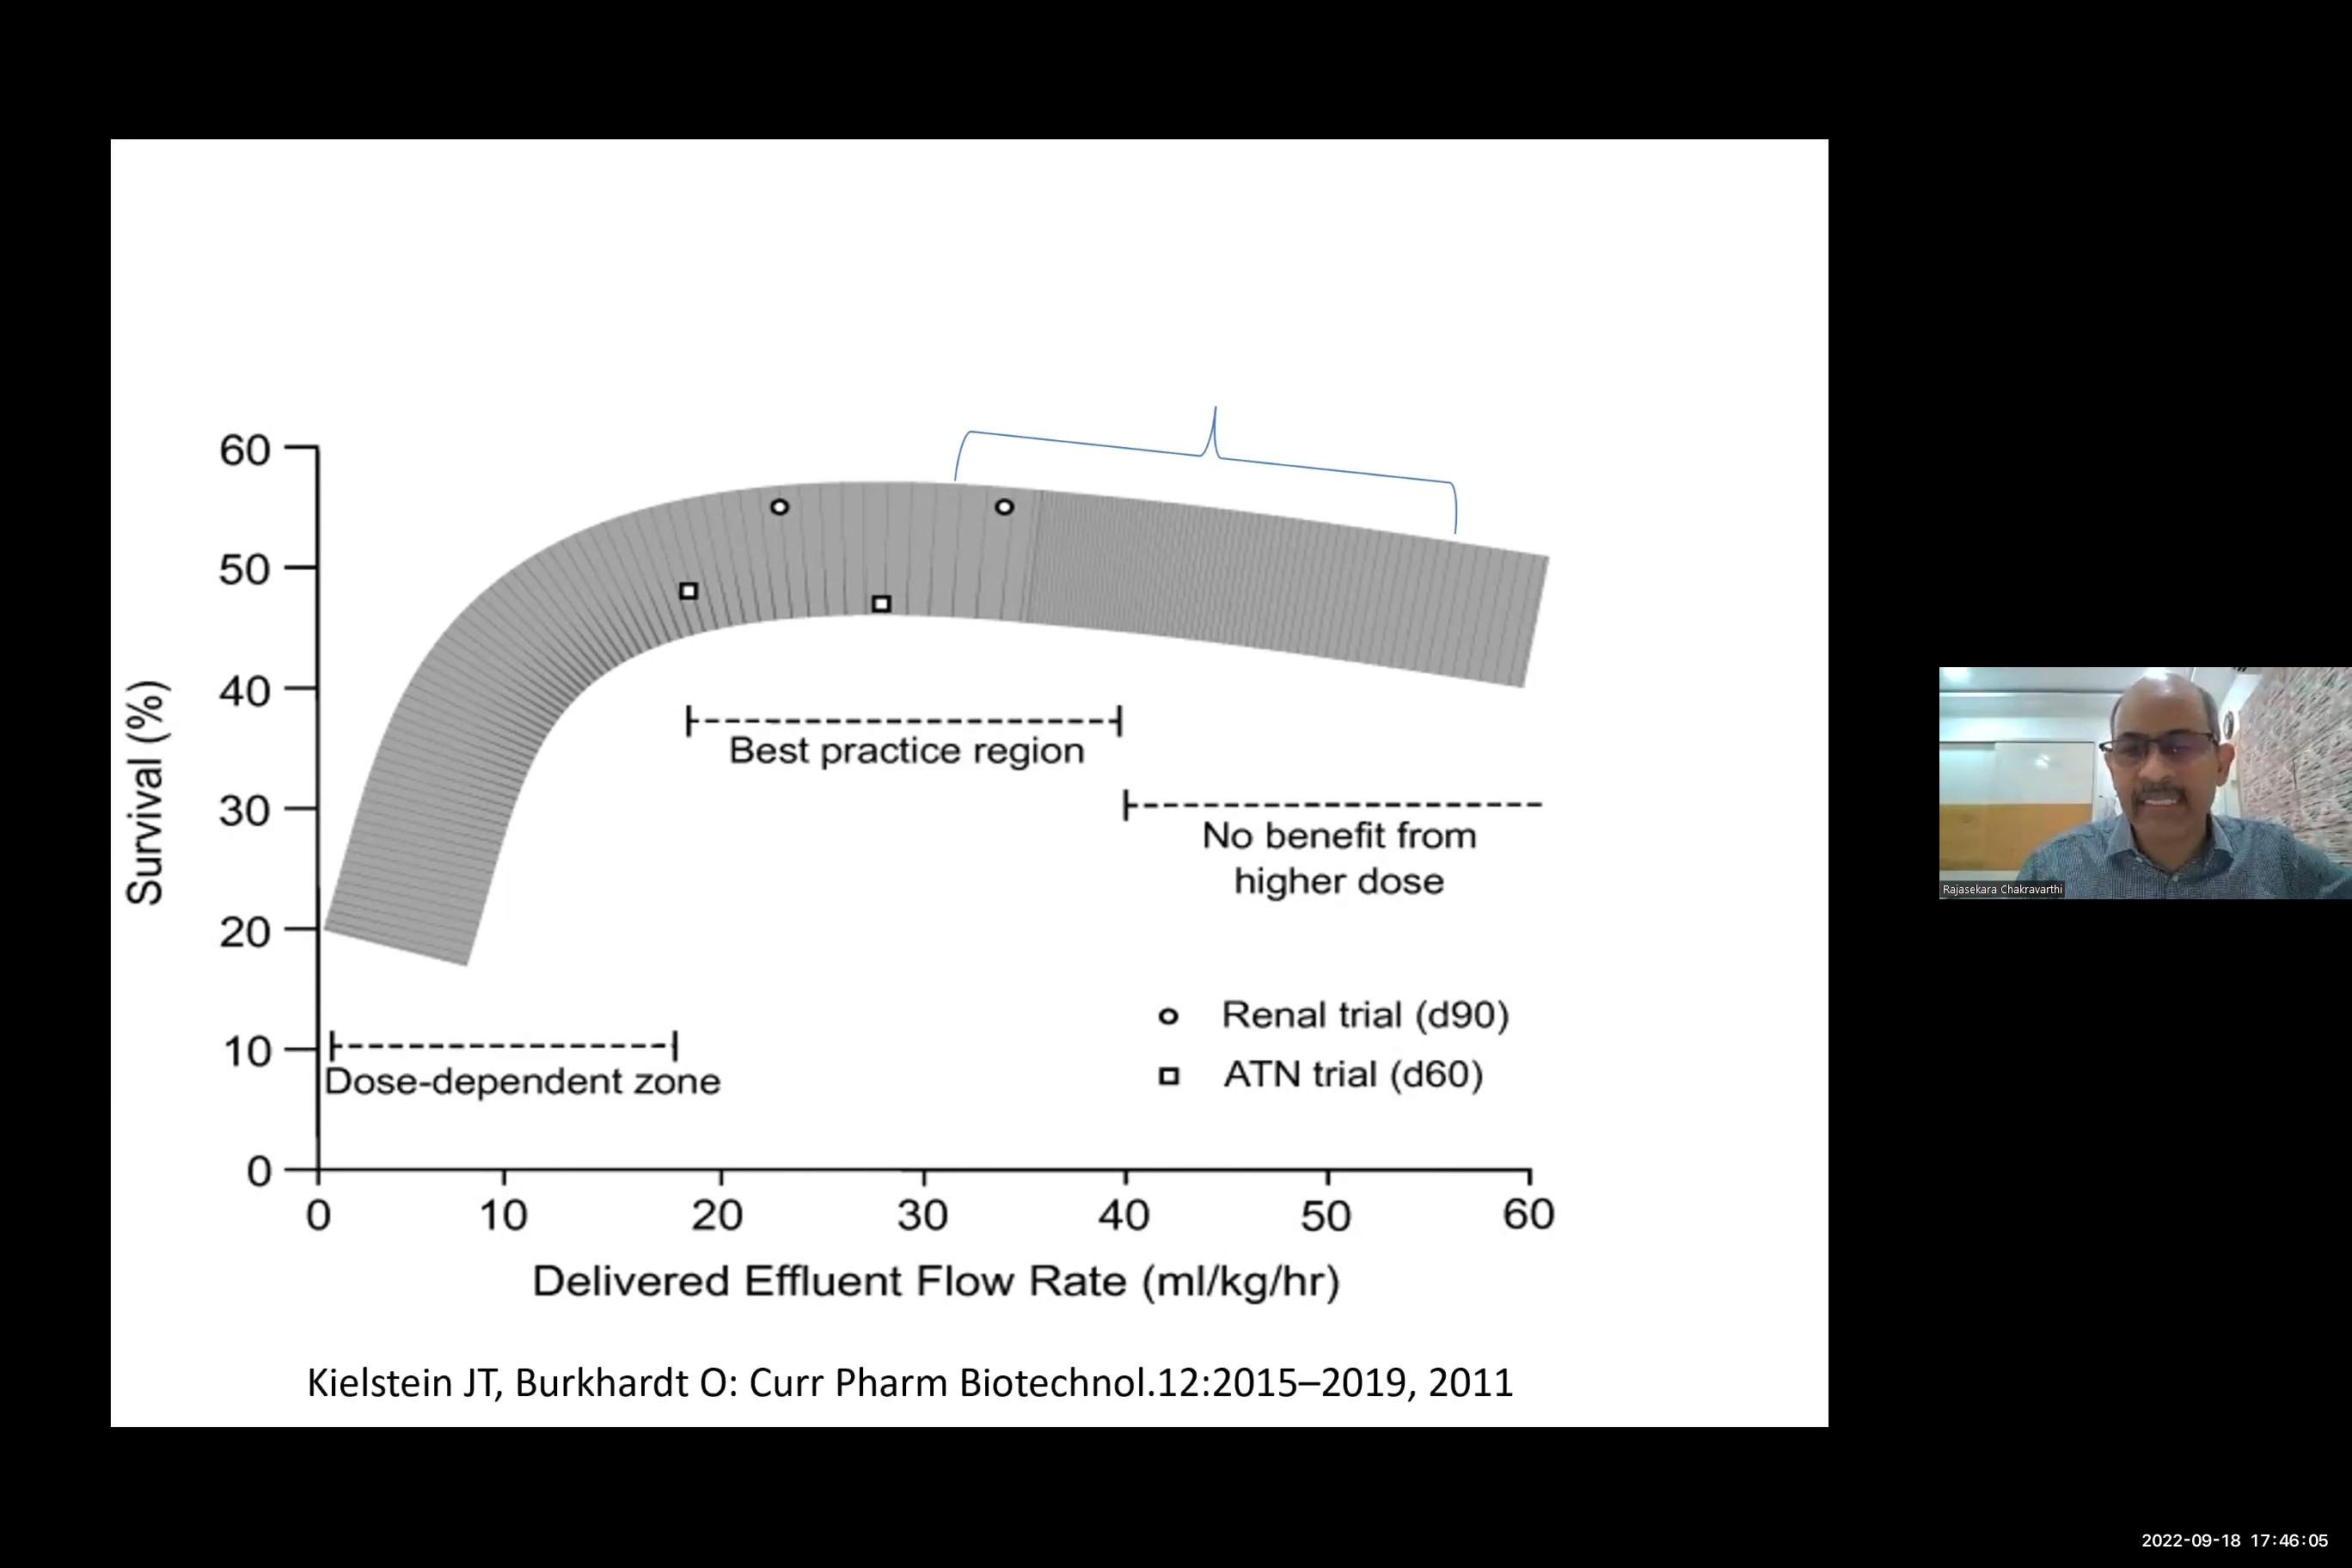 60
50
40
30
20
10
0
Survival (%)
Best practice region
No benefit from
higher dose
Renal trial (d90)
ATN trial (d60)
Dose-dependent zone
0 10 20 30 40 50 60
Delivered Effluent Flow Rate (ml/kg/hr)
Kielstein JT, Burkhardt O: Curr Pharm Biotechnol.12:2015–2019, 2011
Rajasekara Chakravarthi
2022-09-18 17:46:05